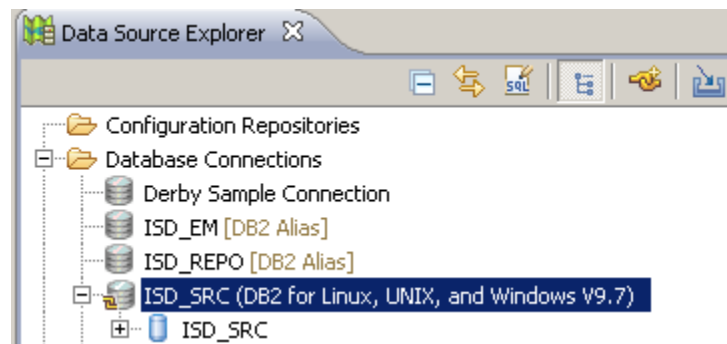 Data Source Explorer
SQL
Configuration Repositories
Database Connections
Derby Sample Connection
ISD_EM [DB2 Alias]
ISD_REPO [DB2 Alias]
ISD_SRC (DB2 for Linux, UNIX, and Windows V9.7)
ISD_SRC